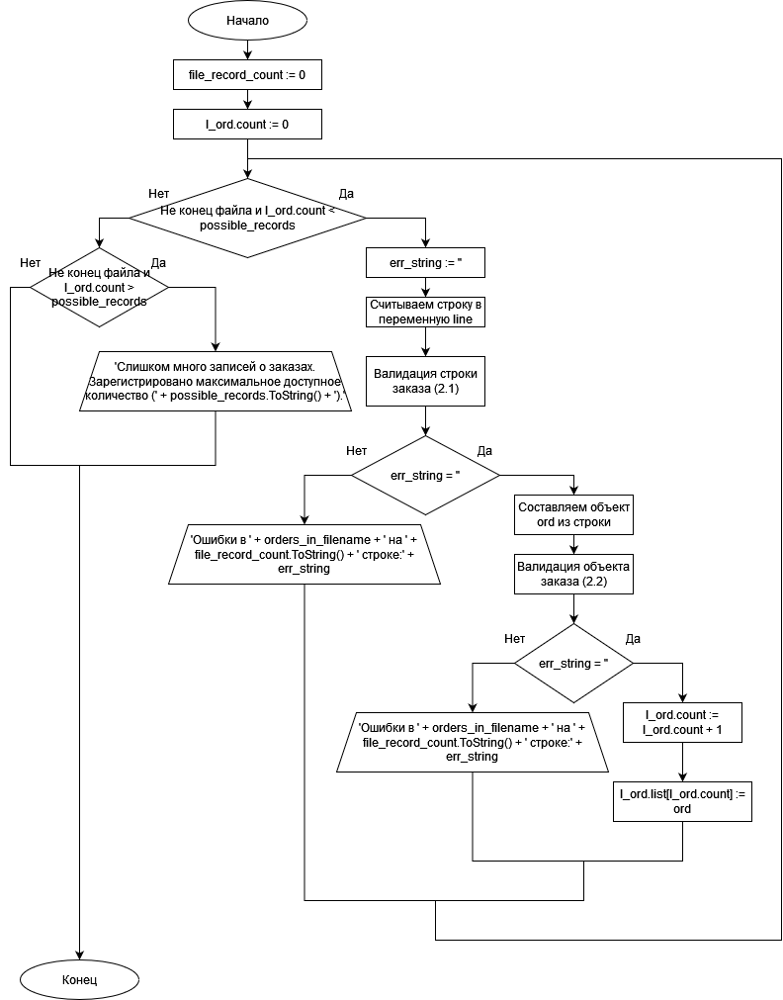 Начало
file_record_count := 0
l_ord.count := 0
Нет
Да
Не конец файла и l_ord.count <
possible_records
Нет
Да
Не конец файла и
l_ord.count >
possible_records
err_string := ''
Считываем строку в
переменную line
'Слишком много записей о заказах.
Зарегистрировано максимальное доступное
количество (' + possible_records.ToString() + ').'
Валидация строки
заказа (2.1)
Нет
Да
err_string = ''
Составляем объект
ord из строки
'Ошибки в ' + orders_in_filename + ' на ' +
file_record_count.ToString() + ' строке:' +
err_string
Валидация объекта
заказа (2.2)
Нет
Да
err_string = ''
l_ord.count :=
l_ord.count + 1
'Ошибки в ' + orders_in_filename + ' на ' +
file_record_count.ToString() + ' строке:' +
err_string
l_ord.list[l_ord.count] :=
ord
Конец